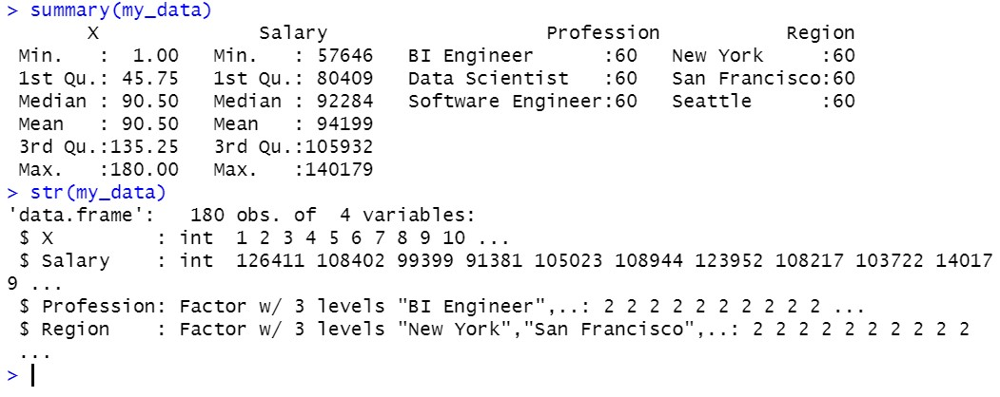 > summary(my_data)
       X              Salary                   Profession           Region
 Min.   :  1.00   Min.   : 57646   BI Engineer      :60   New York     :60
 1st Qu.: 45.75   1st Qu.: 80409   Data Scientist   :60   San Francisco:60
 Median : 90.50   Median : 92284   Software Engineer:60   Seattle      :60
 Mean   : 90.50   Mean   : 94199
 3rd Qu.:135.25   3rd Qu.:105932
 Max.   :180.00   Max.   :140179
> str(my_data)
'data.frame':   180 obs. of  4 variables:
 $ X         : int  1 2 3 4 5 6 7 8 9 10 ...
 $ Salary    : int  126411 108402 99399 91381 105023 108944 123952 108217 103722 14017
9 ...
 $ Profession: Factor w/ 3 levels "BI Engineer",..: 2 2 2 2 2 2 2 2 2 2 ...
 $ Region    : Factor w/ 3 levels "New York","San Francisco",..: 2 2 2 2 2 2 2 2 2 2
 ...
>